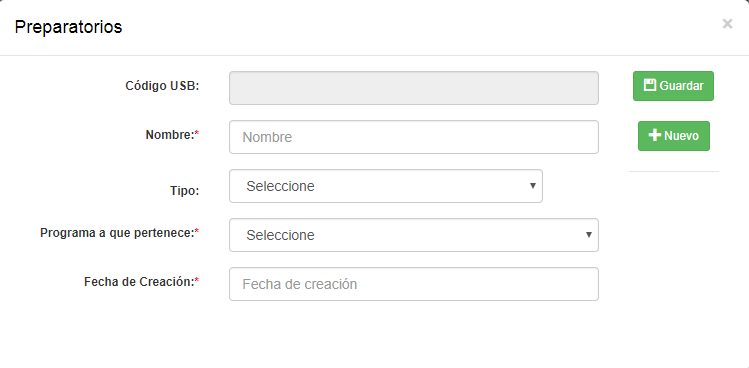 Preparatorios ×
Código USB:
Guardar
Nombre:* Nombre
Nuevo
Tipo: Seleccione
Programa a que pertenece:* Seleccione
Fecha de Creación:* Fecha de creación